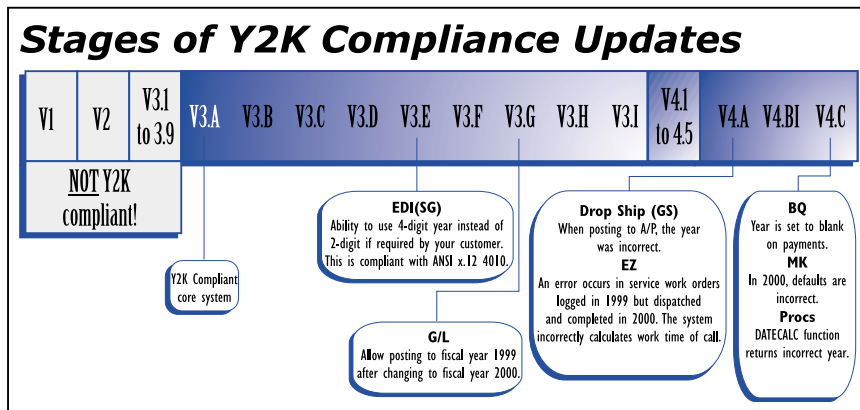 Stages of Y2K Compliance Updates
V1
V2
V3.1
to 3.9
V3.A
V3.B
V3.C
V3.D
V3.E
V3.F
V3.G
V3.H
V3.I
V4.1
to 4.5
V4.A
V4.BI
V4.C
NOT Y2K
compliant!
Y2K Compliant
core system
EDI(SG)
Ability to use 4-digit year instead of
2-digit if required by your customer.
This is compliant with ANSI x.12 4010.
G/L
Allow posting to fiscal year 1999
after changing to fiscal year 2000.
Drop Ship (GS)
When posting to A/P, the year
was incorrect.
EZ
An error occurs in service work orders
logged in 1999 but dispatched
and completed in 2000. The system
incorrectly calculates work time of call.
BQ
Year is set to blank
on payments.
MK
In 2000, defaults are
incorrect.
Procs
DATECALC function
returns incorrect year.